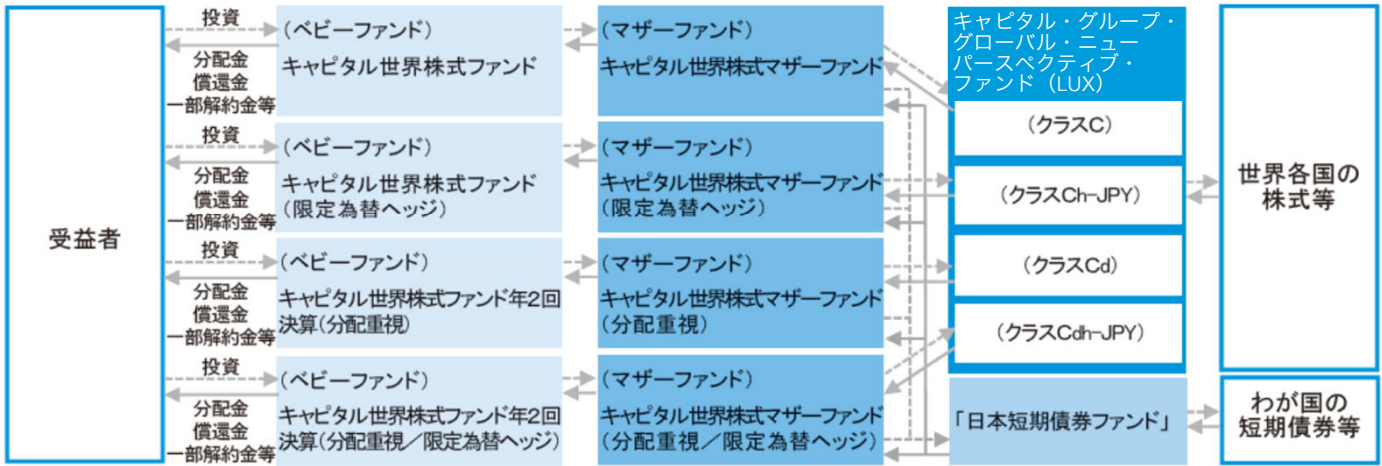 受益者
投資
分配金
償還金
一部解約金等
(ベビーファンド)
キャピタル世界株式ファンド
(マザーファンド)
キャピタル世界株式マザーファンド
投資
分配金
償還金
一部解約金等
(ベビーファンド)
キャピタル世界株式ファンド
(限定為替ヘッジ)
(マザーファンド)
キャピタル世界株式マザーファンド
(限定為替ヘッジ)
投資
分配金
償還金
一部解約金等
(ベビーファンド)
キャピタル世界株式ファンド年2回
決算(分配重視)
(マザーファンド)
キャピタル世界株式マザーファンド
(分配重視)
投資
分配金
償還金
一部解約金等
(ベビーファンド)
キャピタル世界株式ファンド年2回
決算(分配重視/限定為替ヘッジ)
(マザーファンド)
キャピタル世界株式マザーファンド
(分配重視/限定為替ヘッジ)
キャピタル・グループ・
グローバル・ニュー
パースペクティブ・
ファンド(LUX)
(クラスC)
(クラスCh-JPY)
(クラスCd)
(クラスCdh-JPY)
「日本短期債券ファンド」
世界各国の
株式等
わが国の
短期債券等